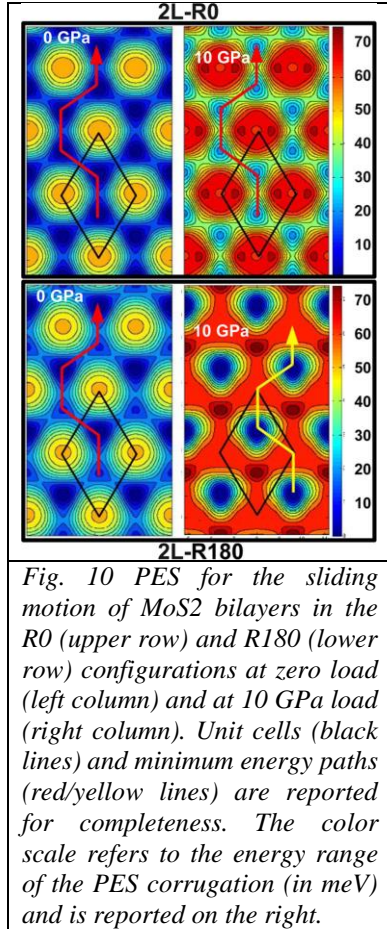 2L-R0
0 GPa
10 GPa
70
60
50
40
30
20
10
0 GPa
10 GPa
70
60
50
40
30
20
10
2L-R180
Fig. 10 PES for the sliding
motion of MoS2 bilayers in the
R0 (upper row) and R180 (lower
row) configurations at zero load
(left column) and at 10 GPa load
(right column). Unit cells (black
lines) and minimum energy paths
(red/yellow lines) are reported
for completeness. The color
scale refers to the energy range
of the PES corrugation (in meV)
and is reported on the right.